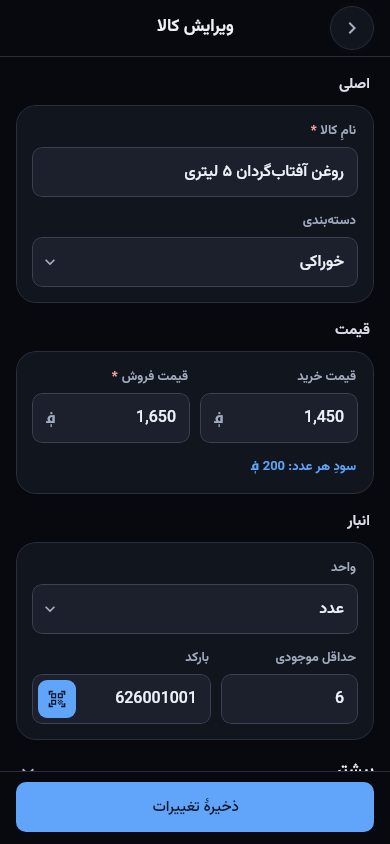 ویرایش کالا
اصلی
نامِ کالا *
روغن آفتاب‌گردان ۵ لیتری
دسته‌بندی
خوراکی
قیمت
قیمت خرید
قیمت فروش *
1,450 ؋
1,650 ؋
سودِ هر عدد: 200 ؋
انبار
واحد
عدد
حداقل موجودی
بارکد
6
626001001
ذخیرهٔ تغییرات